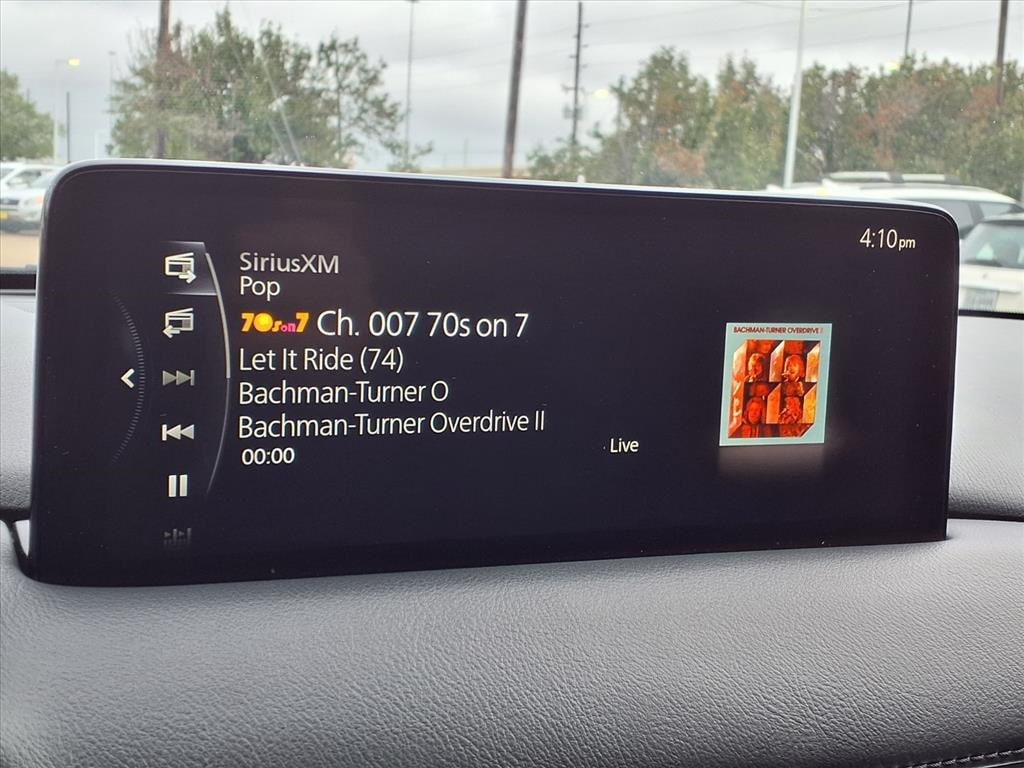 4:10pm
SiriusXM
Pop
70s on 7 Ch. 007 70s on 7
Let It Ride (74)
Bachman-Turner O
Bachman-Turner Overdrive II
00:00
Live
BACHMAN-TURNER OVERDRIVE II